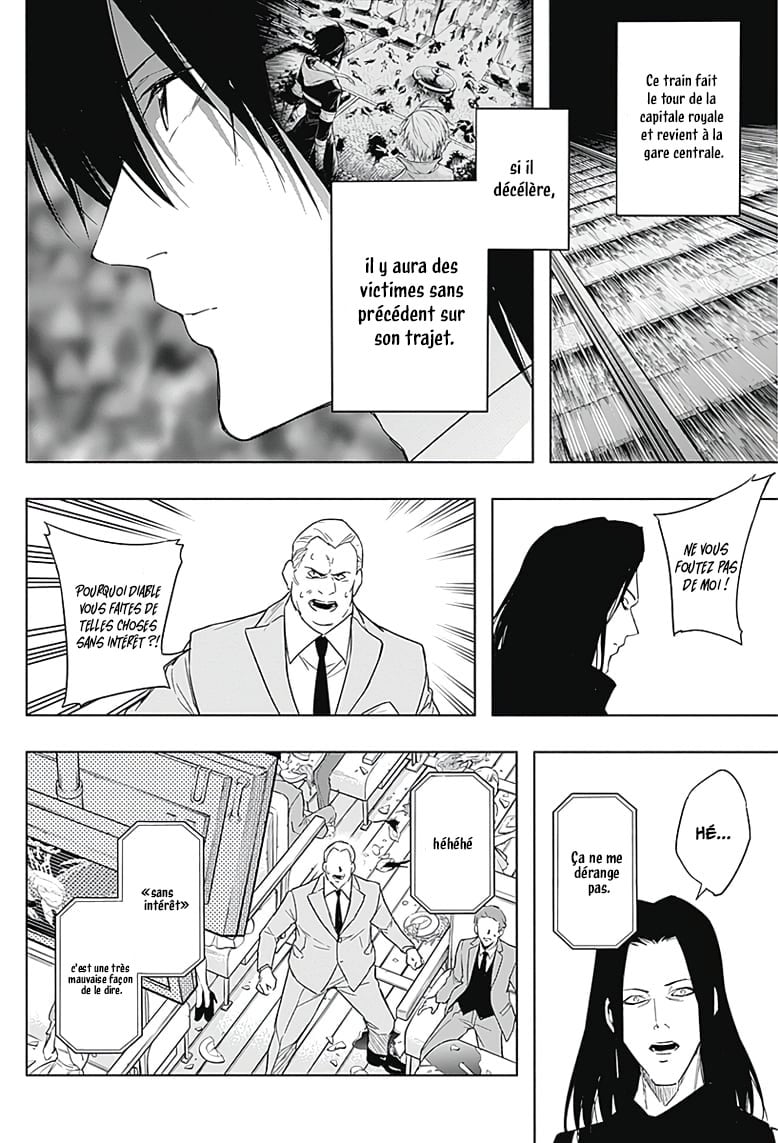 Ce train fait
le tour de la
capitale royale
et revient à la
gare centrale.
si il
décélère,
il y aura des
victimes sans
précédent sur
son trajet.
NE VOUS
FOUTEZ PAS
DE MOI !
POURQUOI DIABLE
VOUS FAITES DE
TELLES CHOSES
SANS INTÉRÊT ?!
HÉ...
Ça ne me
dérange
pas.
héhéhé
«sans
intérêt»
c'est une très
mauvaise façon
de le dire.